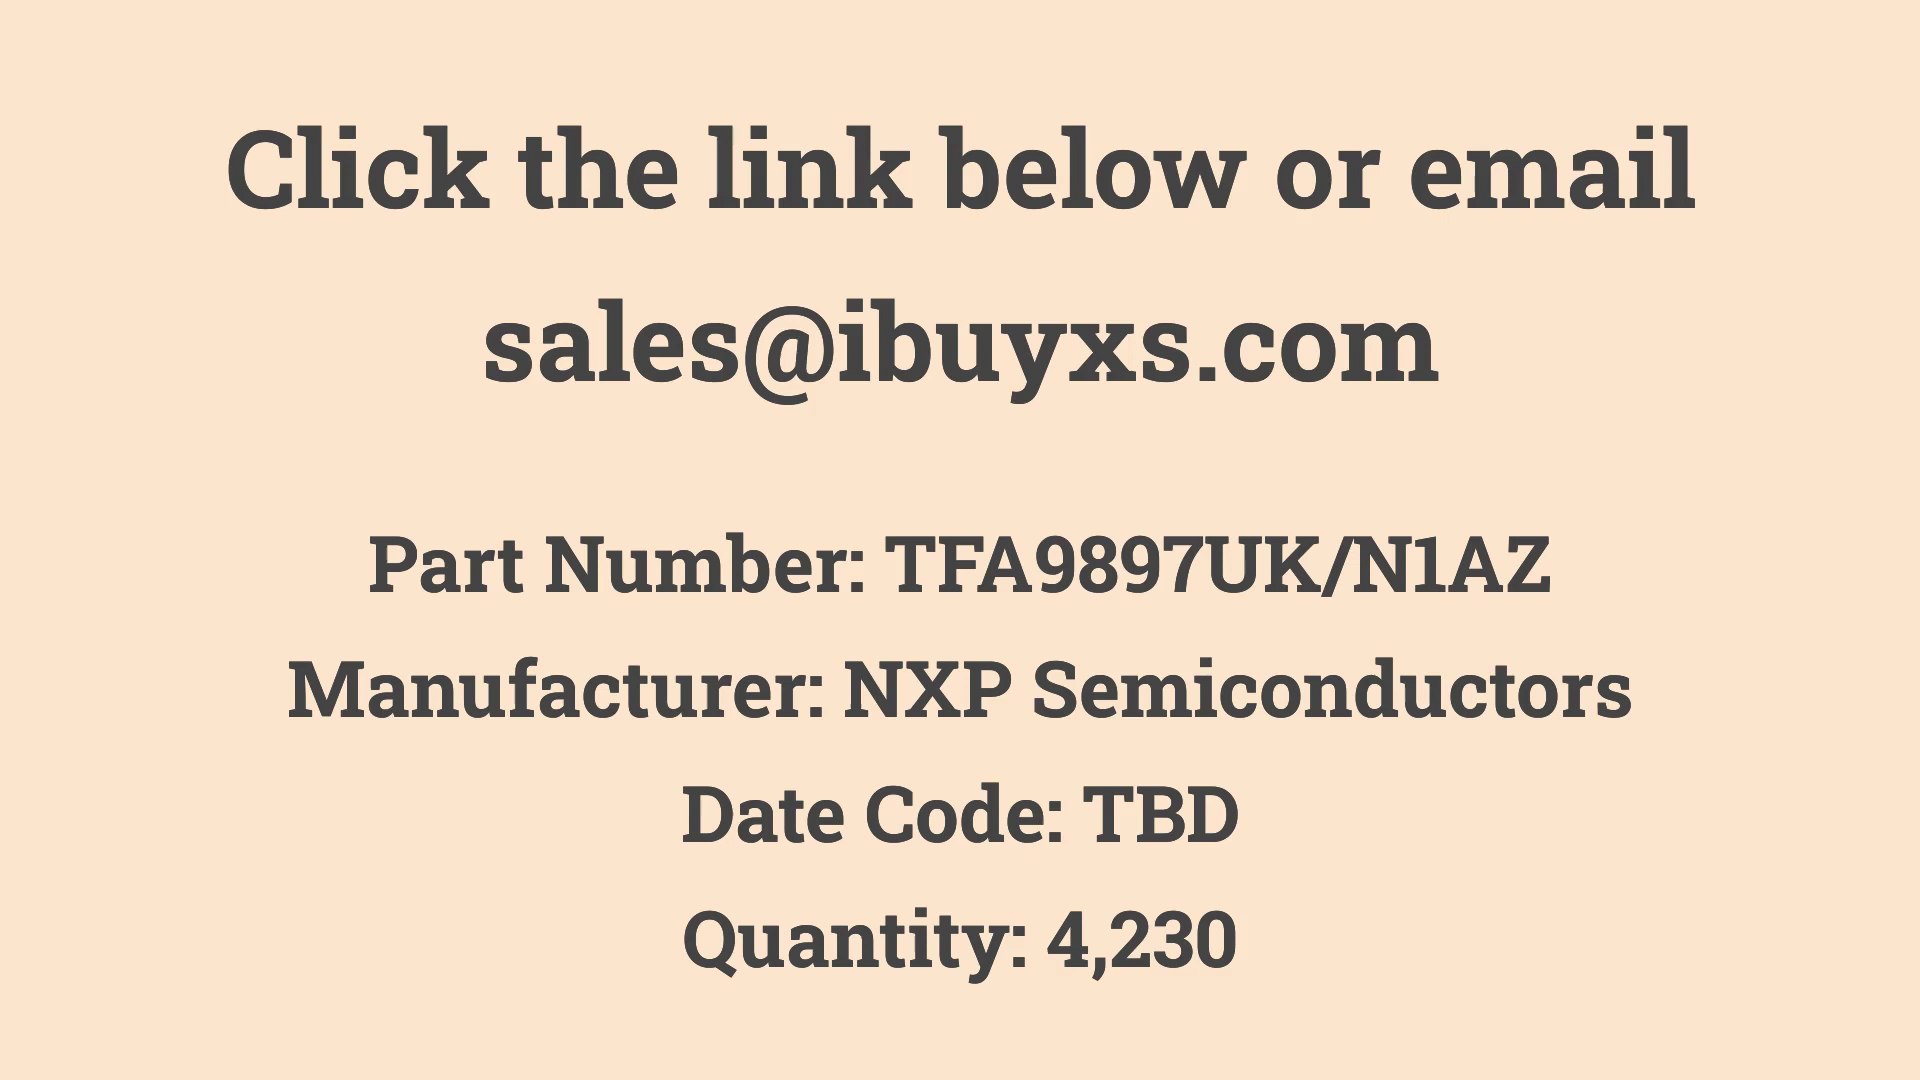 Click the link below or email
sales@ibuyxs.com
Part Number: TFA9897UK/N1AZ
Manufacturer: NXP Semiconductors
Date Code: TBD
Quantity: 4,230